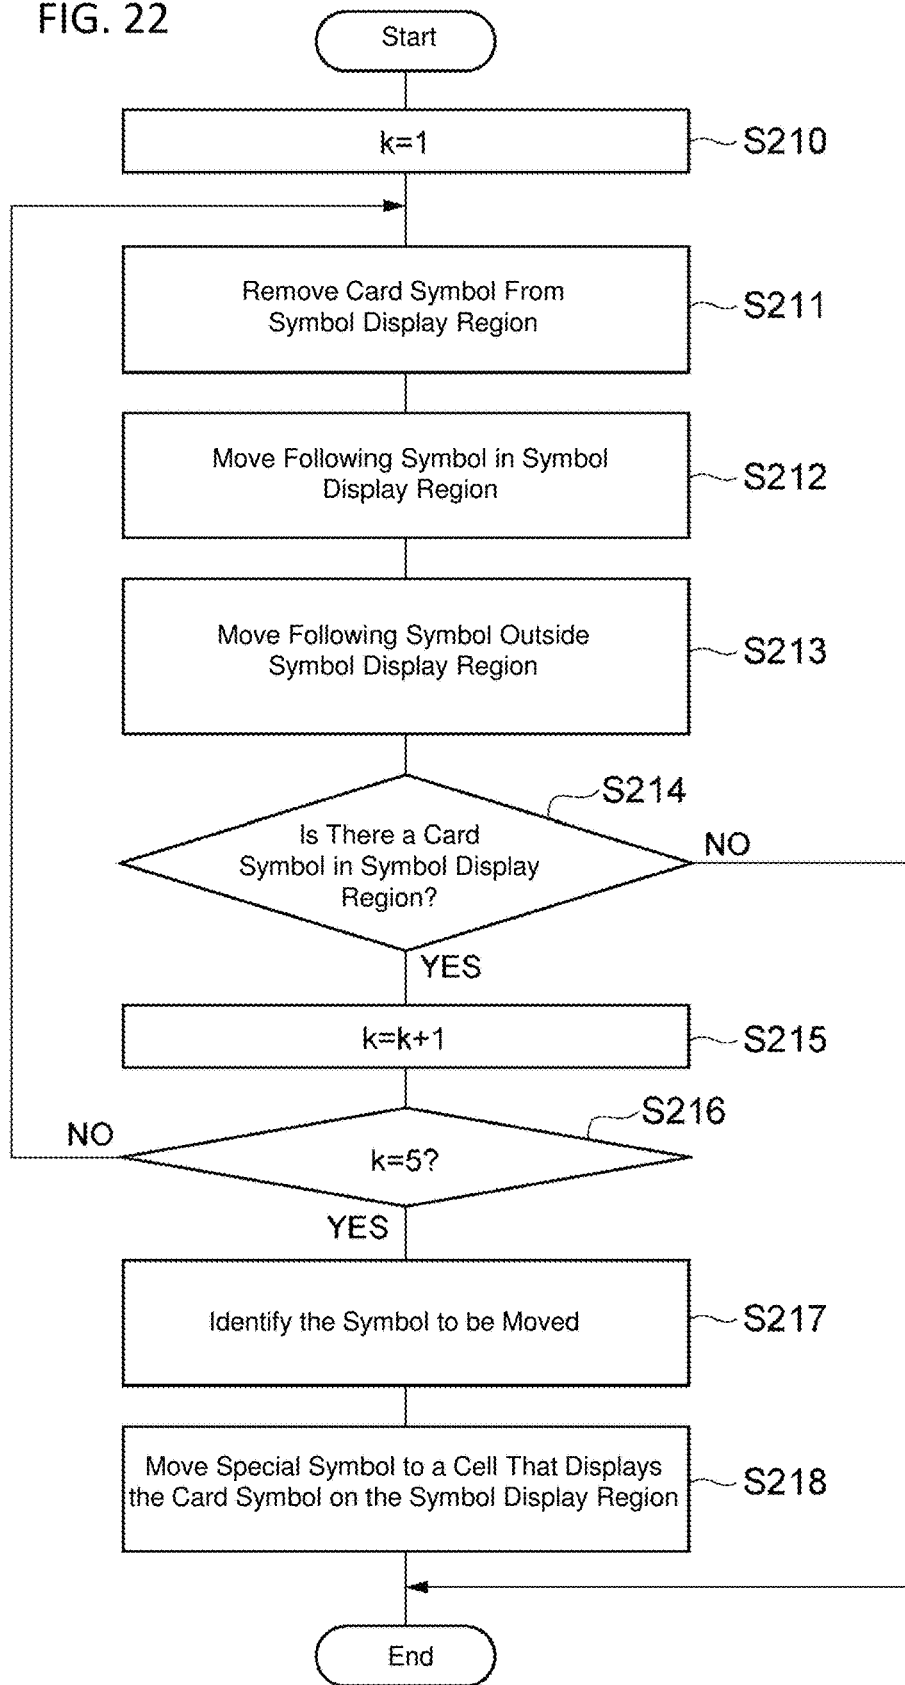 FIG. 22
Start
k=1
S210
Remove Card Symbol From
Symbol Display Region
S211
Move Following Symbol in Symbol
Display Region
S212
Move Following Symbol Outside
Symbol Display Region
S213
S214
Is There a Card
Symbol in Symbol Display
Region?
NO
YES
k=k+1
S215
S216
NO
k=5?
YES
Identify the Symbol to be Moved
S217
Move Special Symbol to a Cell That Displays
the Card Symbol on the Symbol Display Region
S218
End